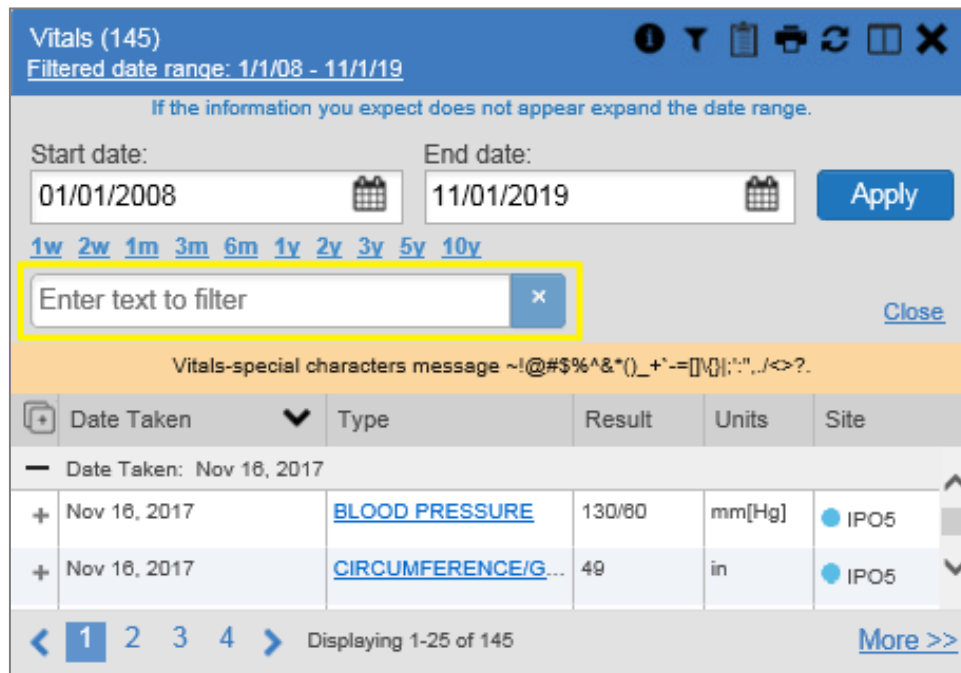 Vitals (145)
Filtered date range: 1/1/08 - 11/1/19
If the information you expect does not appear expand the date range.
Start date: End date:
01/01/2008 11/01/2019 Apply
1w 2w 1m 3m 6m 1y 2y 3y 5y 10y
Enter text to filter ×
Close
Vitals-special characters message ~!@#$%^&*()_+`-=[]\{}|;':",./<>?.
Date Taken Type Result Units Site
Date Taken: Nov 16, 2017
Nov 16, 2017 BLOOD PRESSURE 130/60 mm[Hg] IPO5
Nov 16, 2017 CIRCUMFERENCE/G... 49 in IPO5
1 2 3 4 Displaying 1-25 of 145 More >>